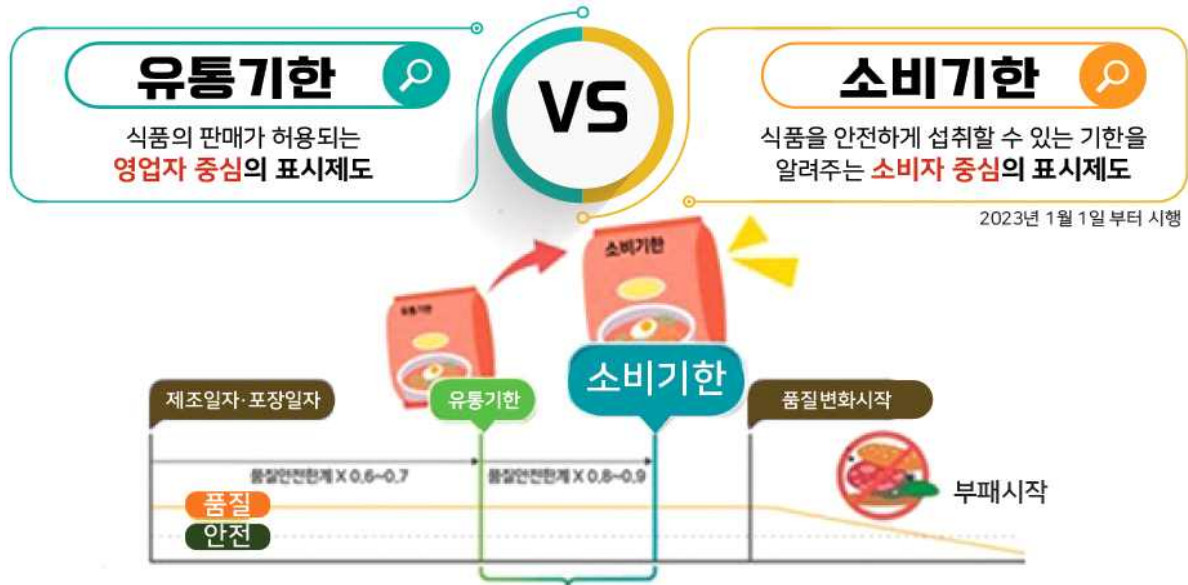 유통기한
식품의 판매가 허용되는
영업자 중심의 표시제도
VS
소비기한
식품을 안전하게 섭취할 수 있는 기한을
알려주는 소비자 중심의 표시제도
2023년 1월 1일 부터 시행
소비기한
유통기한
제조일자·포장일자
유통기한
소비기한
품질변화시작
품질안전한계 X 0.6~0.7
품질안전한계 X 0.8~0.9
품질
안전
부패시작